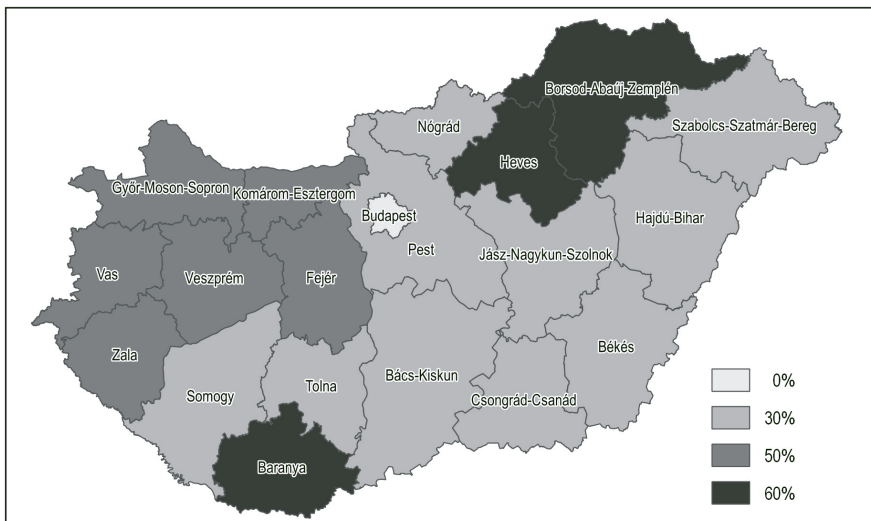 Borsod-Abaúj-Zemplén
Nógrád
Szabolcs-Szatmár-Bereg
Heves
Győr-Moson-Sopron
Komárom-Esztergom
Budapest
Hajdú-Bihar
Pest
Jász-Nagykun-Szolnok
Vas
Veszprém
Fejér
Békés
Zala
Bács-Kiskun
Tolna
Somogy
Csongrád-Csanád
Baranya
0%
30%
50%
60%